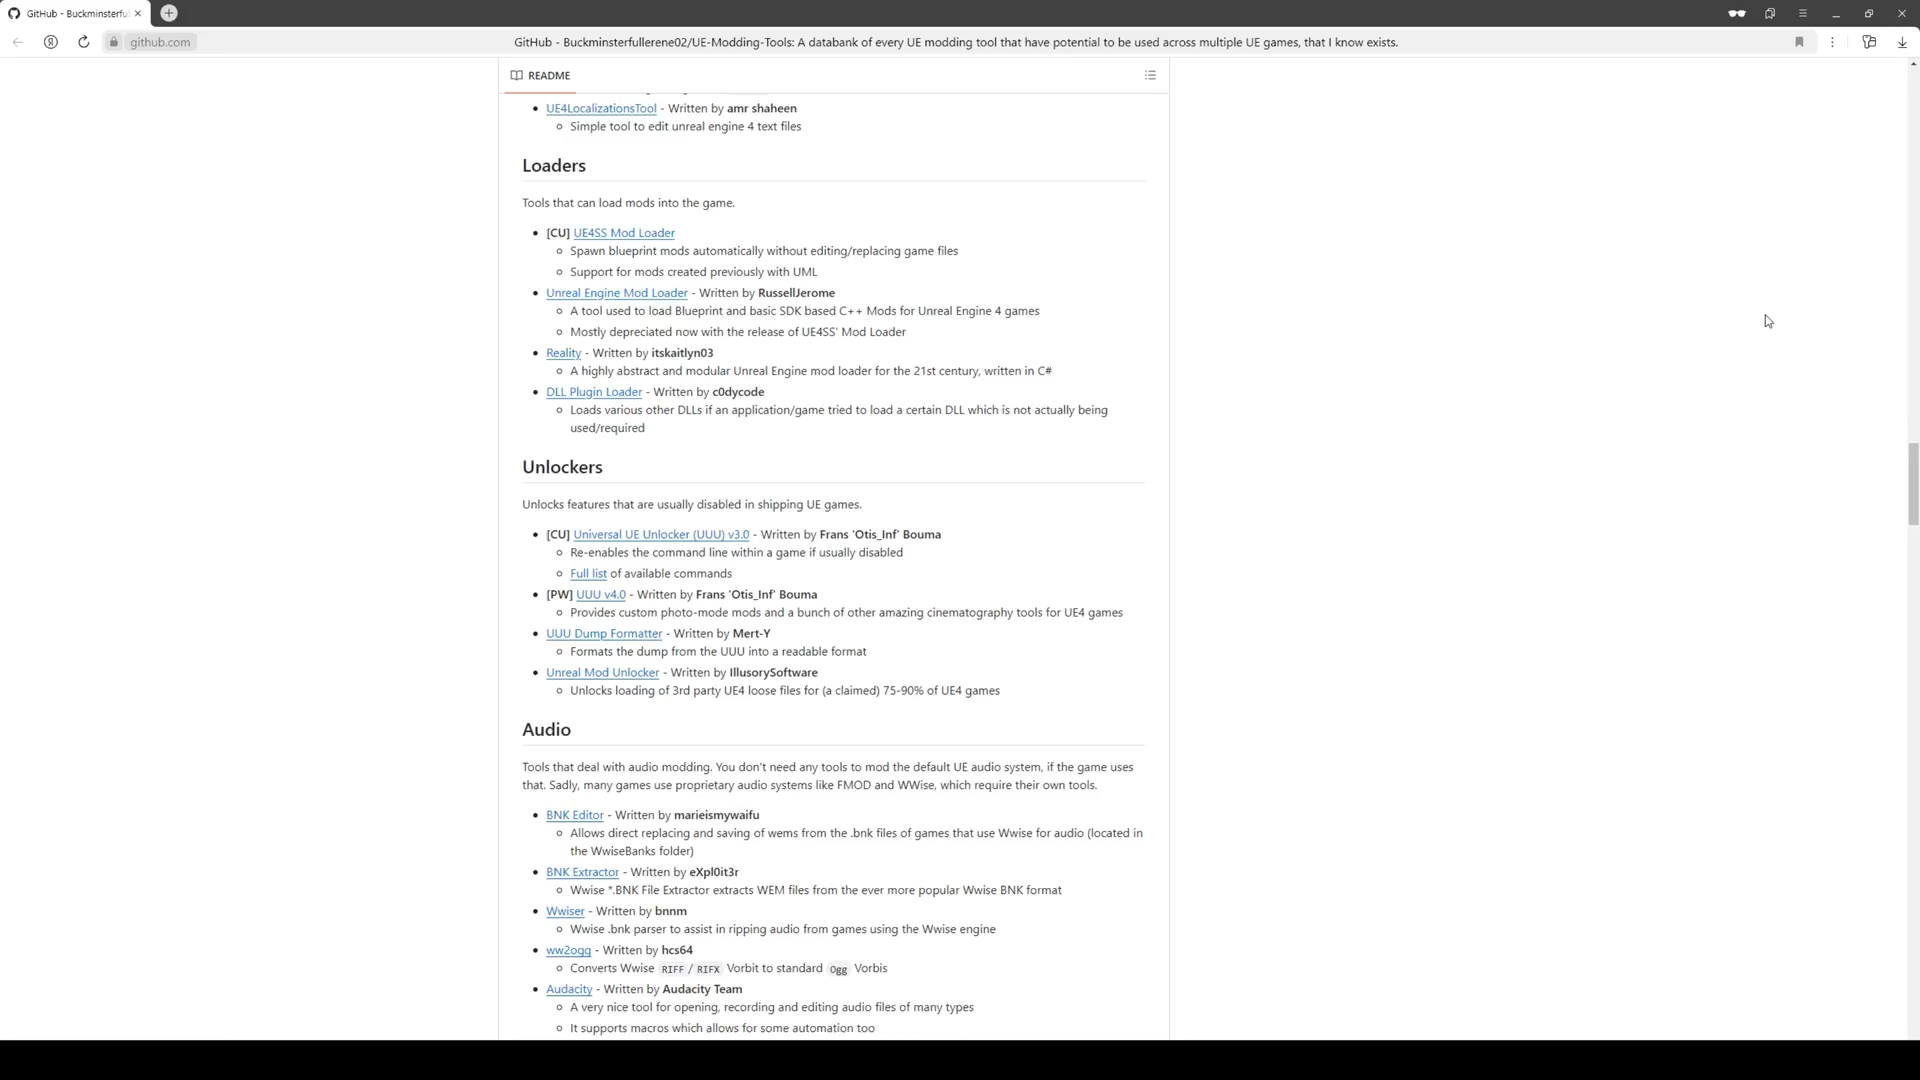 GitHub - Buckminsterful
github.com
GitHub - Buckminsterfullerene02/UE-Modding-Tools: A databank of every UE modding tool that have potential to be used across multiple UE games, that I know exists.
README
UE4LocalizationsTool - Written by amr shaheen
Simple tool to edit unreal engine 4 text files
Loaders
Tools that can load mods into the game.
[CU] UE4SS Mod Loader
Spawn blueprint mods automatically without editing/replacing game files
Support for mods created previously with UML
Unreal Engine Mod Loader - Written by RussellJerome
A tool used to load Blueprint and basic SDK based C++ Mods for Unreal Engine 4 games
Mostly depreciated now with the release of UE4SS' Mod Loader
Reality - Written by itskaitlyn03
A highly abstract and modular Unreal Engine mod loader for the 21st century, written in C#
DLL Plugin Loader - Written by c0dycode
Loads various other DLLs if an application/game tried to load a certain DLL which is not actually being
used/required
Unlockers
Unlocks features that are usually disabled in shipping UE games.
[CU] Universal UE Unlocker (UUU) v3.0 - Written by Frans 'Otis_Inf' Bouma
Re-enables the command line within a game if usually disabled
Full list of available commands
[PW] UUU v4.0 - Written by Frans 'Otis_Inf' Bouma
Provides custom photo-mode mods and a bunch of other amazing cinematography tools for UE4 games
UUU Dump Formatter - Written by Mert-Y
Formats the dump from the UUU into a readable format
Unreal Mod Unlocker - Written by IllusorySoftware
Unlocks loading of 3rd party UE4 loose files for (a claimed) 75-90% of UE4 games
Audio
Tools that deal with audio modding. You don't need any tools to mod the default UE audio system, if the game uses
that. Sadly, many games use proprietary audio systems like FMOD and WWise, which require their own tools.
BNK Editor - Written by marieismywaifu
Allows direct replacing and saving of wems from the .bnk files of games that use Wwise for audio (located in
the WwiseBanks folder)
BNK Extractor - Written by eXpl0it3r
Wwise *.BNK File Extractor extracts WEM files from the ever more popular Wwise BNK format
Wwiser - Written by bnnm
Wwise .bnk parser to assist in ripping audio from games using the Wwise engine
ww2ogg - Written by hcs64
Converts Wwise RIFF / RIFX Vorbit to standard Ogg Vorbis
Audacity - Written by Audacity Team
A very nice tool for opening, recording and editing audio files of many types
It supports macros which allows for some automation too